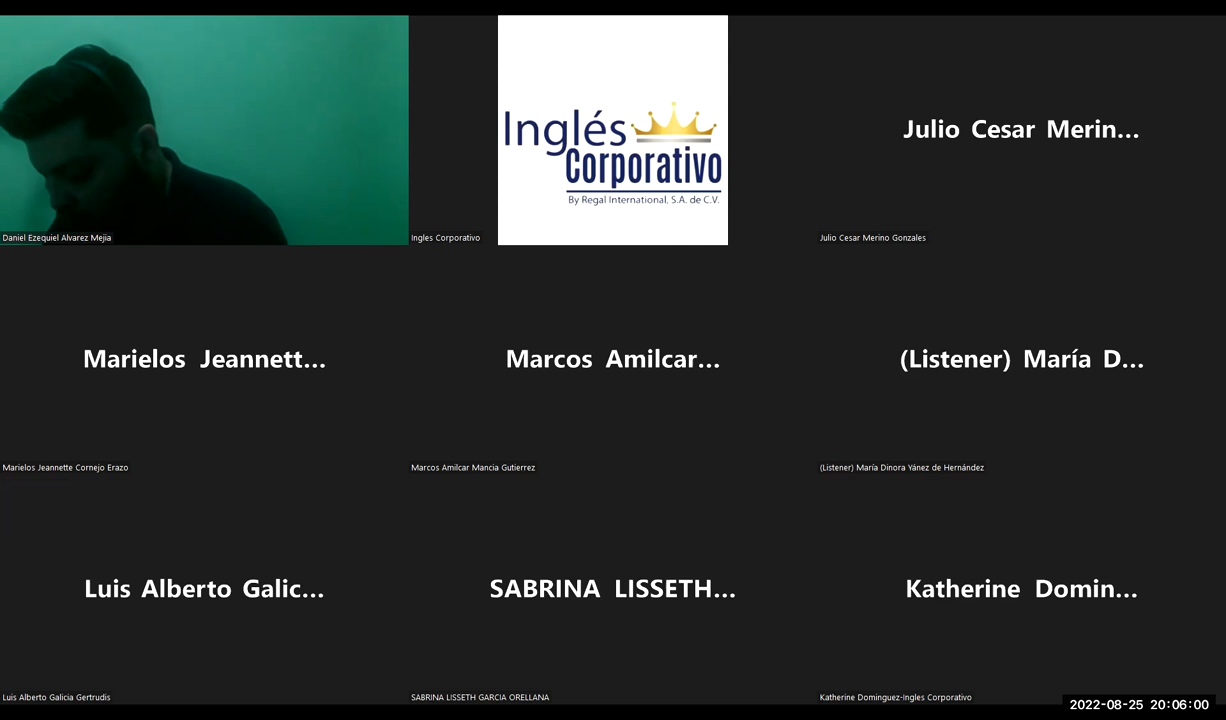 Inglés
Corporativo
By Regal International, S.A. de C.V.
Julio Cesar Merin...
Daniel Ezequiel Alvarez Mejia
Ingles Corporativo
Julio Cesar Merino Gonzales
Marielos Jeannett...
Marcos Amilcar...
(Listener) María D...
Marielos Jeannette Cornejo Erazo
Marcos Amilcar Mancia Gutierrez
(Listener) María Dinora Yánez de Hernández
Luis Alberto Galic...
SABRINA LISSETH...
Katherine Domin...
Luis Alberto Galicia Gertrudis
SABRINA LISSETH GARCIA ORELLANA
Katherine Dominguez-Ingles Corporativo
2022-08-25 20:06:00